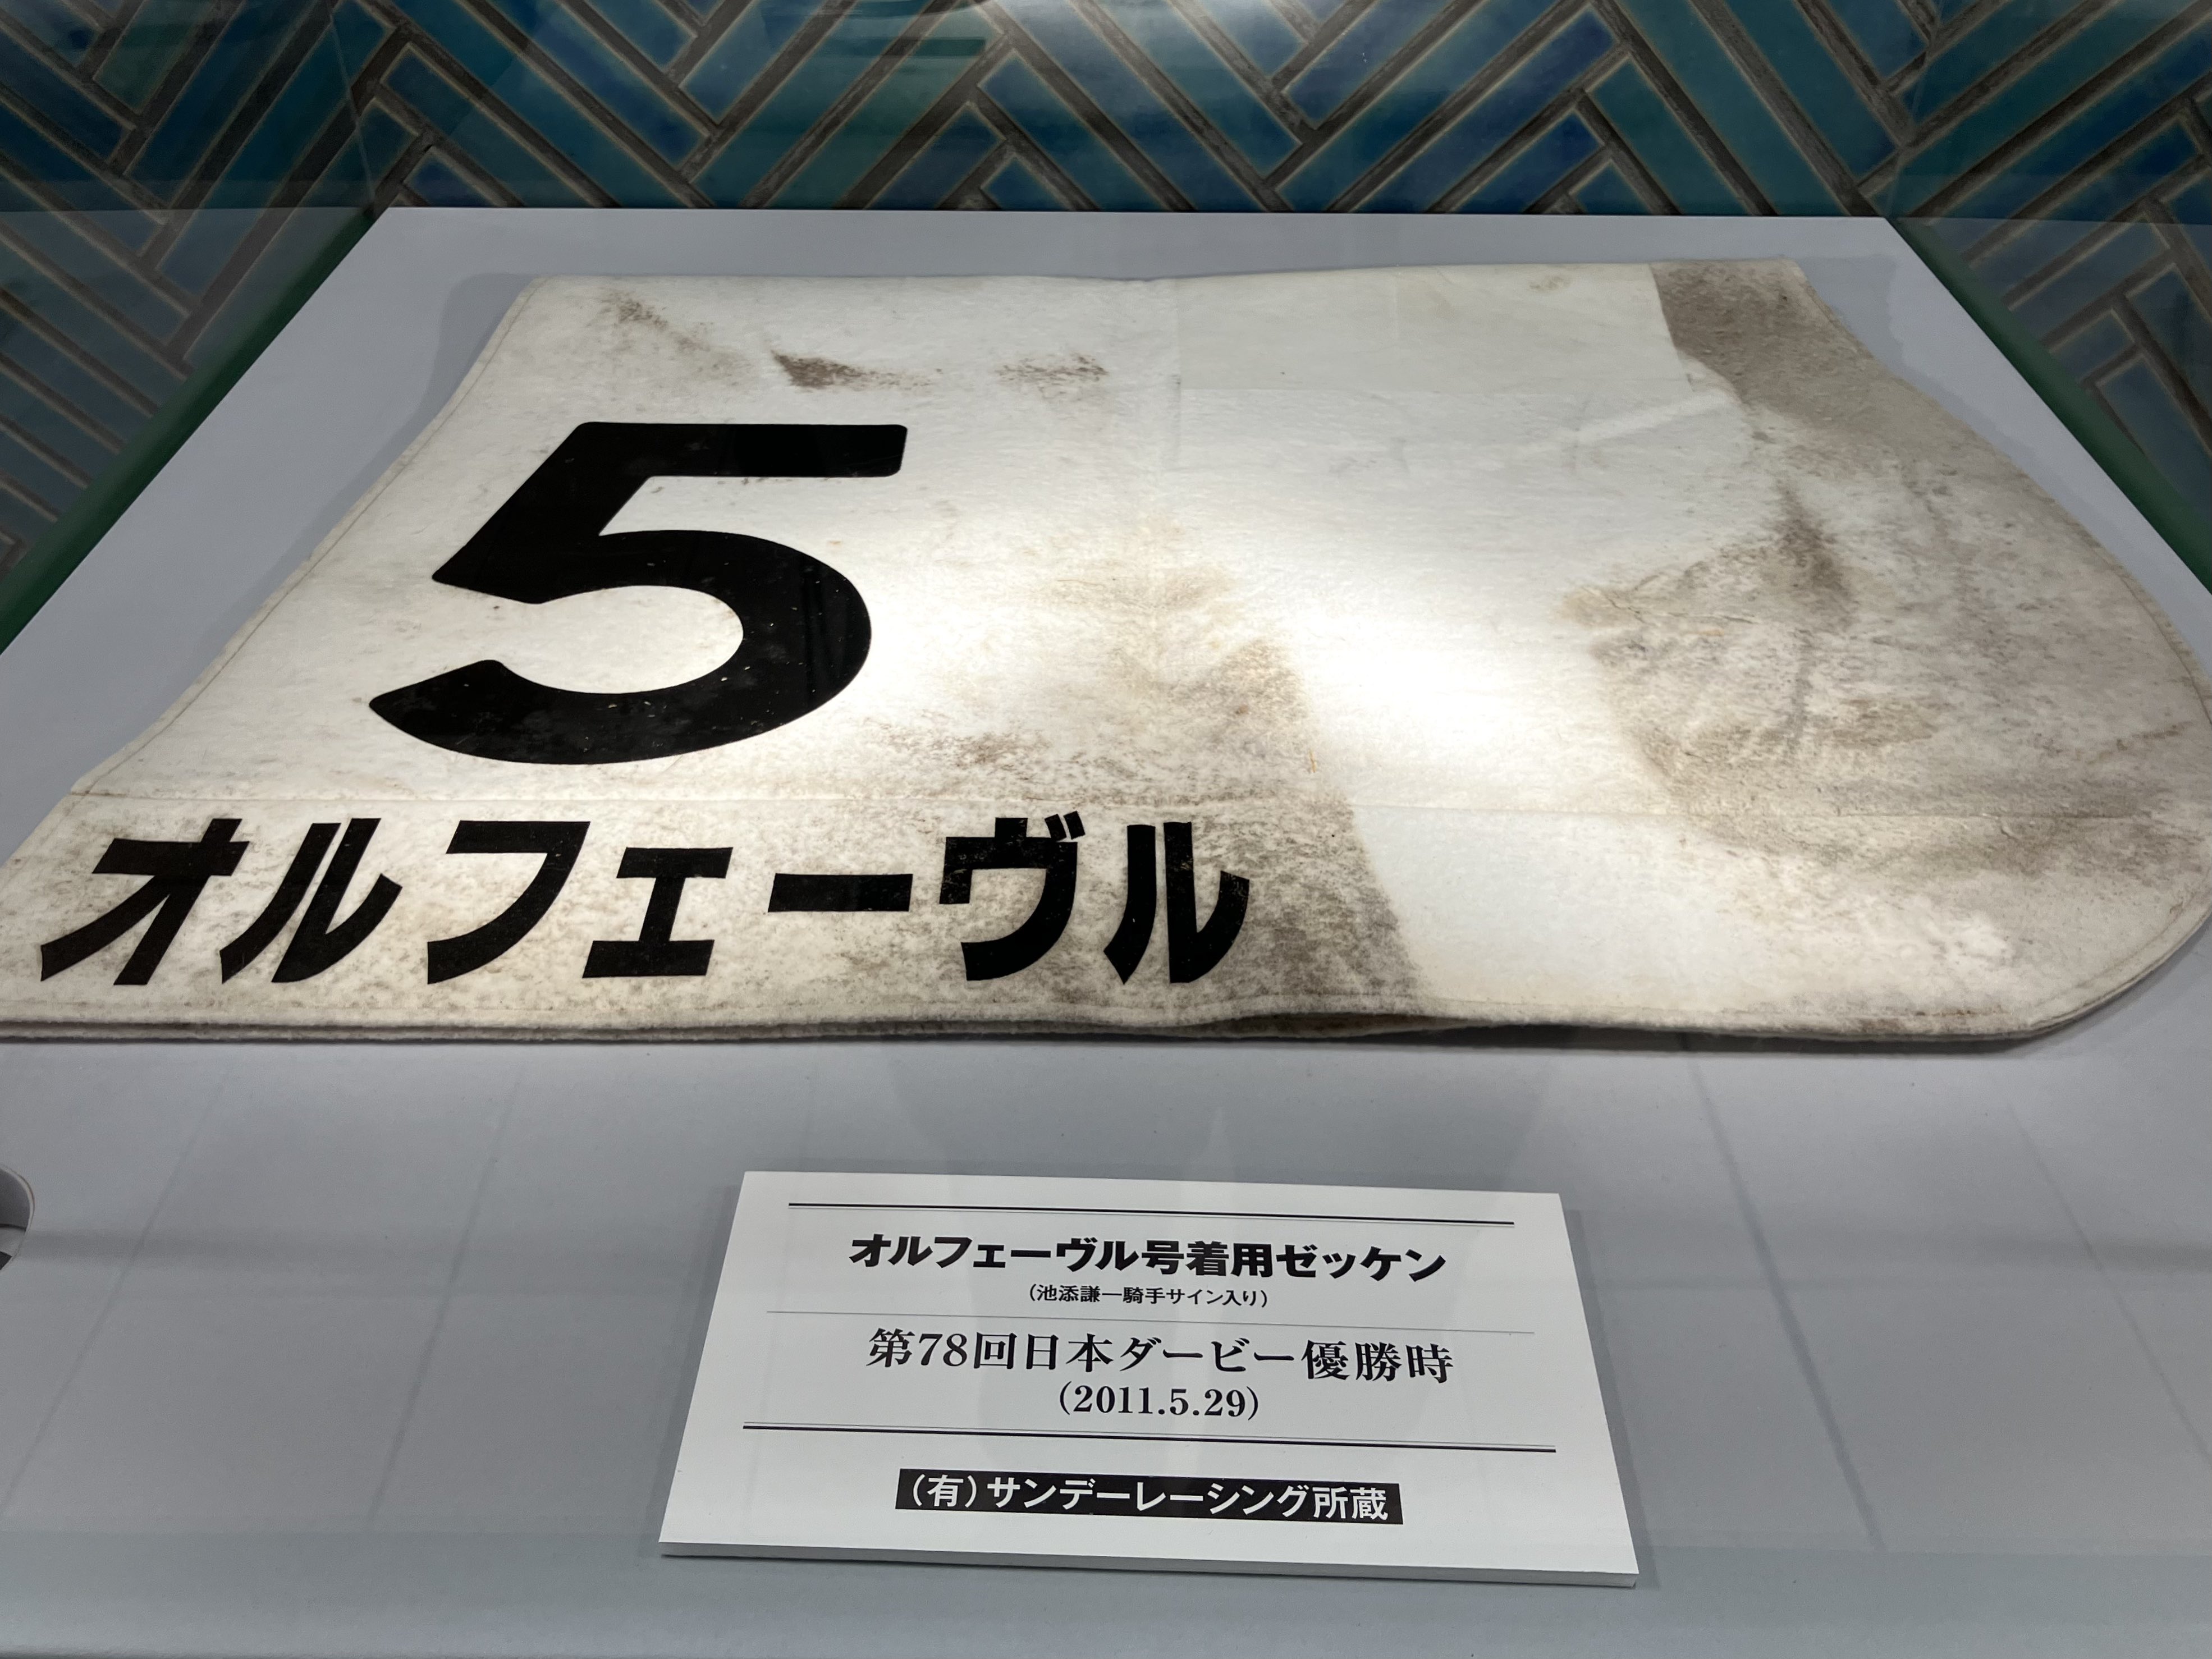 5
オルフェーヴル
オルフェーヴル号着用ゼッケン
(池添謙一騎手サイン入り)
第78回日本ダービー優勝時
(2011.5.29)
(有)サンデーレーシング所蔵